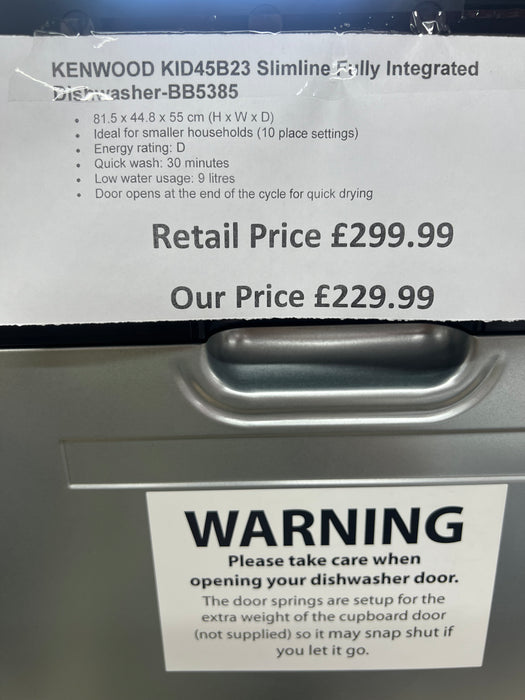 KENWOOD KID45B23 Slimline Fully Integrated
Dishwasher-BB5385
• 81.5 x 44.8 x 55 cm (H x W x D)
• Ideal for smaller households (10 place settings)
• Energy rating: D
• Quick wash: 30 minutes
• Low water usage: 9 litres
• Door opens at the end of the cycle for quick drying
Retail Price £299.99
Our Price £229.99
WARNING
Please take care when
opening your dishwasher door.
The door springs are setup for the
extra weight of the cupboard door
(not supplied) so it may snap shut if
you let it go.